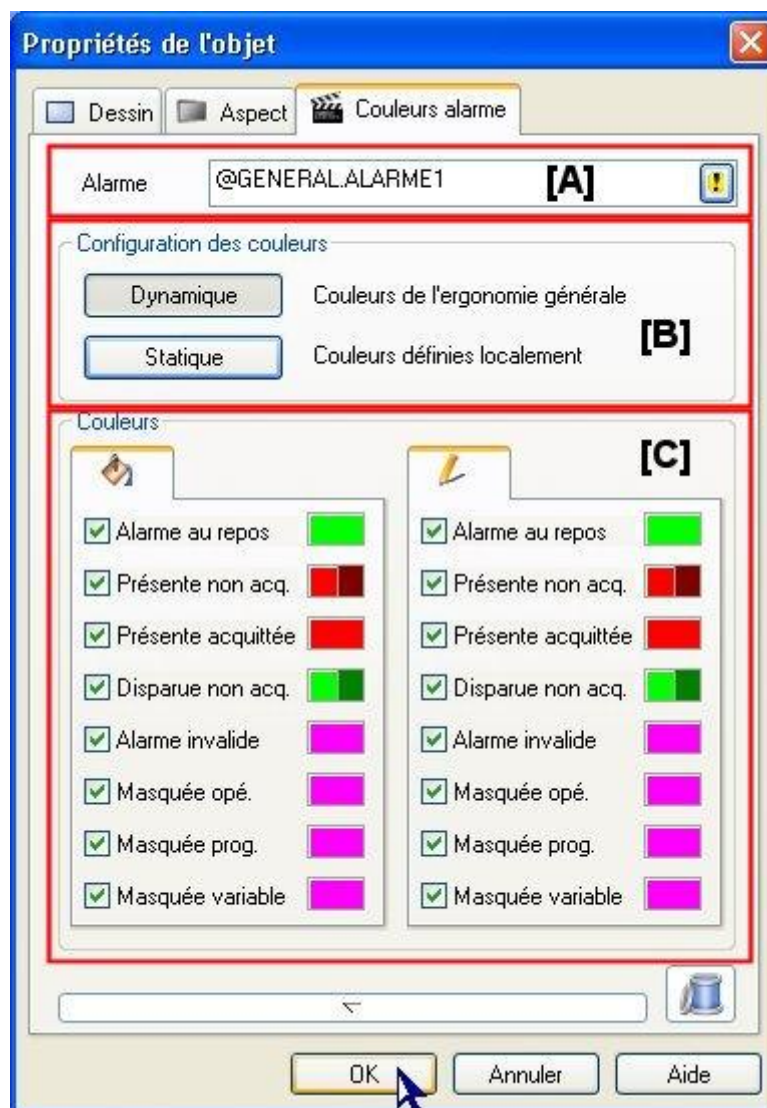 Propriétés de l'objet
Dessin Aspect Couleurs alarme
Alarme @GENERAL.ALARME1 [A]
Configuration des couleurs
Dynamique Couleurs de l'ergonomie générale
[B]
Statique Couleurs définies localement
Couleurs
[C]
Alarme au repos Alarme au repos
Présente non acq. Présente non acq.
Présente acquittée Présente acquittée
Disparue non acq. Disparue non acq.
Alarme invalide Alarme invalide
Masquée opé. Masquée opé.
Masquée prog. Masquée prog.
Masquée variable Masquée variable
OK Annuler Aide